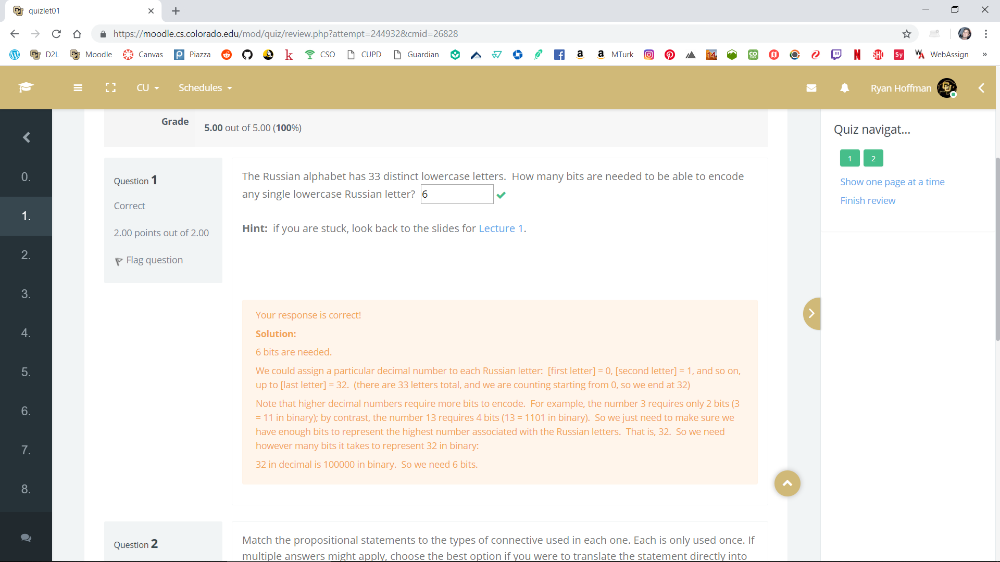 quizlet01
https://moodle.cs.colorado.edu/mod/quiz/review.php?attempt=244932&cmid=26828
D2L Moodle Canvas Piazza k CSO CUPD Guardian a a MTurk 14 CO N SHO Sy WA WebAssign »
CU Schedules Ryan Hoffman
Grade
5.00 out of 5.00 (100%)
0.
1.
2.
3.
4.
5.
6.
7.
8.
Question 1
Correct
2.00 points out of 2.00
Flag question
The Russian alphabet has 33 distinct lowercase letters. How many bits are needed to be able to encode
any single lowercase Russian letter? 6
Hint: if you are stuck, look back to the slides for Lecture 1.
Your response is correct!
Solution:
6 bits are needed.
We could assign a particular decimal number to each Russian letter: [first letter] = 0, [second letter] = 1, and so on,
up to [last letter] = 32. (there are 33 letters total, and we are counting starting from 0, so we end at 32)
Note that higher decimal numbers require more bits to encode. For example, the number 3 requires only 2 bits (3
= 11 in binary); by contrast, the number 13 requires 4 bits (13 = 1101 in binary). So we just need to make sure we
have enough bits to represent the highest number associated with the Russian letters. That is, 32. So we need
however many bits it takes to represent 32 in binary:
32 in decimal is 100000 in binary. So we need 6 bits.
Question 2
Match the propositional statements to the types of connective used in each one. Each is only used once. If
multiple answers might apply, choose the best option if you were to translate the statement directly into
Quiz navigat...
1 2
Show one page at a time
Finish review